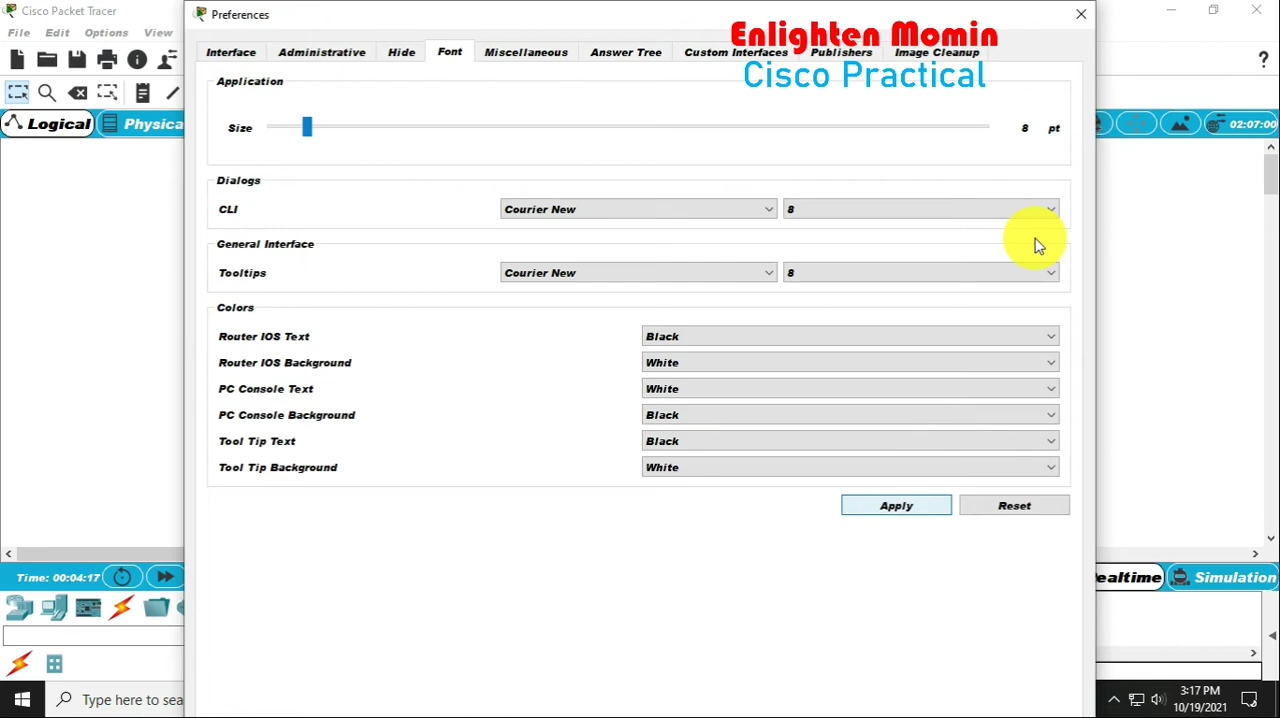 Cisco Packet Tracer
Preferences
Enlighten Momin
Cisco Practical
File Edit Options View
Interface Administrative Hide Font Miscellaneous Answer Tree Custom Interfaces Publishers Image Cleanup
Application
Size 8 pt
Logical Physica
02:07:00
Dialogs
CLI Courier New 8
General Interface
Tooltips Courier New 8
Colors
Router IOS Text Black
Router IOS Background White
PC Console Text White
PC Console Background Black
Tool Tip Text Black
Tool Tip Background White
Apply Reset
Time: 00:04:17
ealtime Simulation
Type here to sea
3:17 PM
10/19/2021